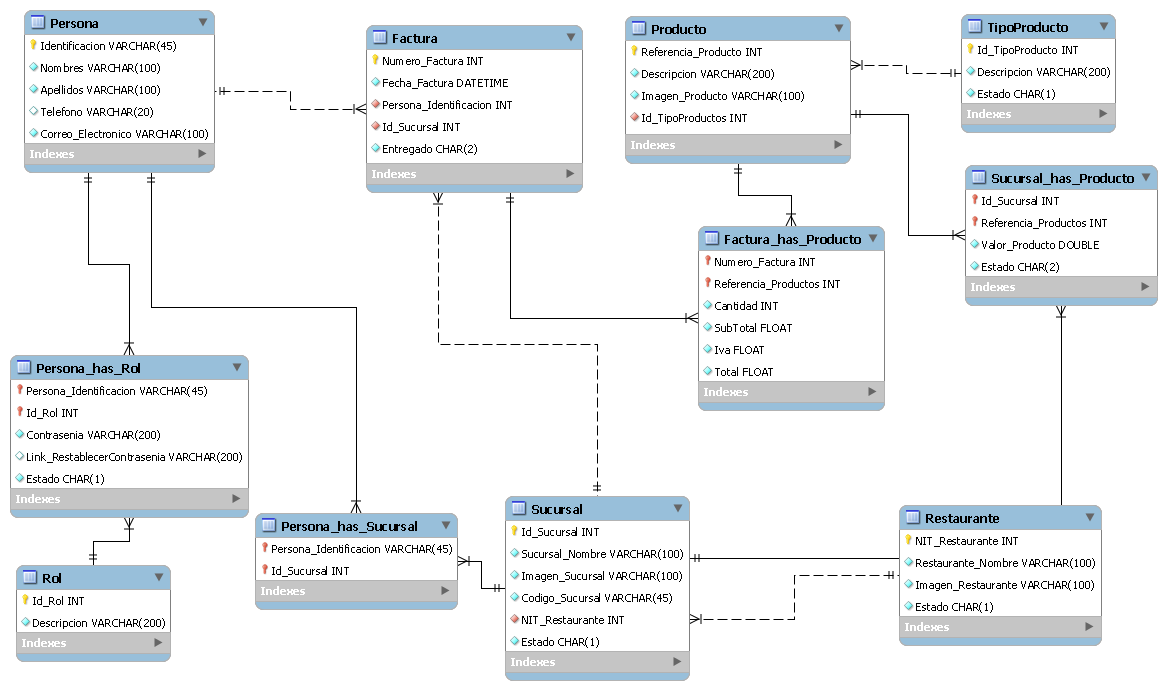 Persona
Identificacion VARCHAR(45)
Nombres VARCHAR(100)
Apellidos VARCHAR(100)
Telefono VARCHAR(20)
Correo_Electronico VARCHAR(100)
Indexes
Factura
Numero_Factura INT
Fecha_Factura DATETIME
Persona_Identificacion INT
Id_Sucursal INT
Entregado CHAR(2)
Indexes
Producto
Referencia_Producto INT
Descripcion VARCHAR(200)
Imagen_Producto VARCHAR(100)
Id_TipoProductos INT
Indexes
TipoProducto
Id_TipoProducto INT
Descripcion VARCHAR(200)
Estado CHAR(1)
Indexes
Sucursal_has_Producto
Id_Sucursal INT
Referencia_Productos INT
Valor_Producto DOUBLE
Estado CHAR(2)
Indexes
Factura_has_Producto
Numero_Factura INT
Referencia_Productos INT
Cantidad INT
SubTotal FLOAT
Iva FLOAT
Total FLOAT
Indexes
Persona_has_Rol
Persona_Identificacion VARCHAR(45)
Id_Rol INT
Contrasenia VARCHAR(200)
Link_RestablecerContrasenia VARCHAR(200)
Estado CHAR(1)
Indexes
Rol
Id_Rol INT
Descripcion VARCHAR(200)
Indexes
Persona_has_Sucursal
Persona_Identificacion VARCHAR(45)
Id_Sucursal INT
Indexes
Sucursal
Id_Sucursal INT
Sucursal_Nombre VARCHAR(100)
Imagen_Sucursal VARCHAR(100)
Codigo_Sucursal VARCHAR(45)
NIT_Restaurante INT
Estado CHAR(1)
Indexes
Restaurante
NIT_Restaurante INT
Restaurante_Nombre VARCHAR(100)
Imagen_Restaurante VARCHAR(100)
Estado CHAR(1)
Indexes